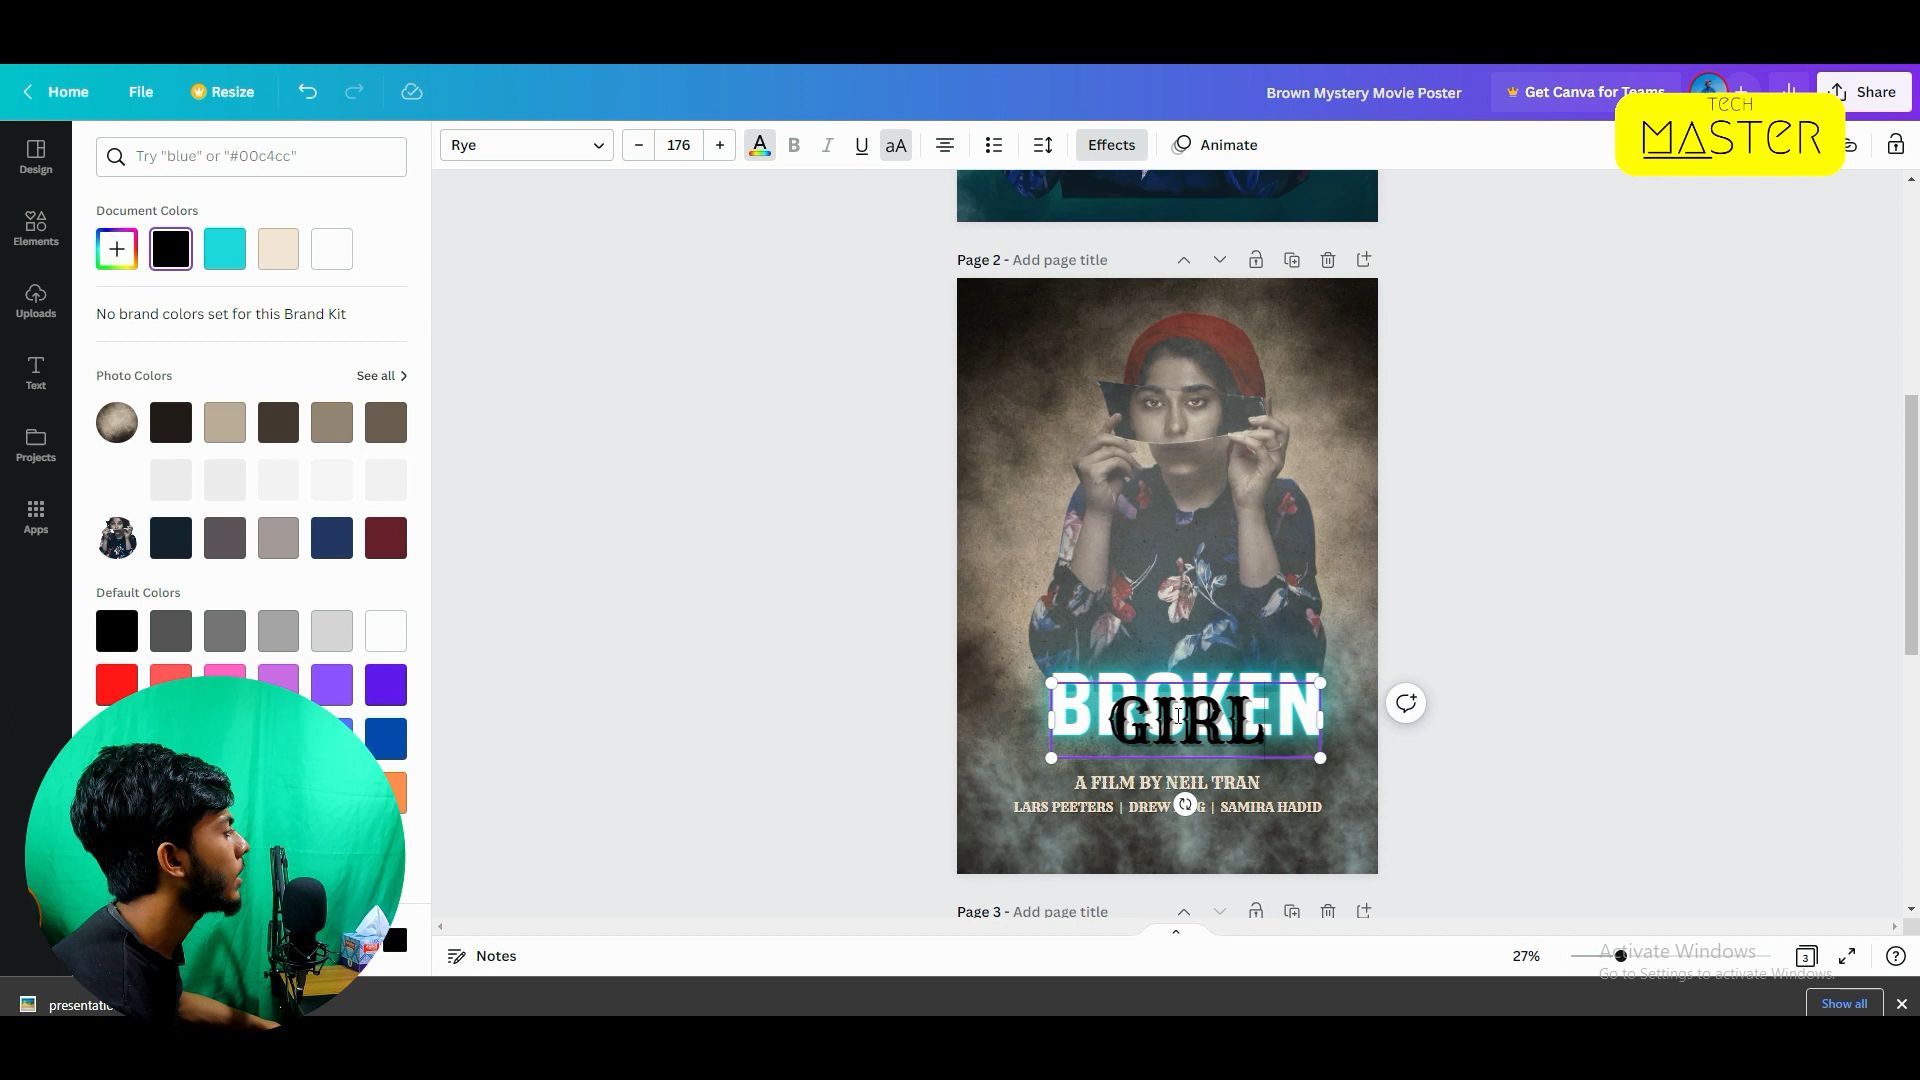 Home
File
Resize
Brown Mystery Movie Poster
Get Canva for Teams
Share
TECH
MASTER
Design
Elements
Uploads
Text
Projects
Apps
Try "blue" or "#00c4cc"
Document Colors
No brand colors set for this Brand Kit
Photo Colors
See all
Default Colors
Rye
176
B
I
U
aA
Effects
Animate
Page 2 - Add page title
BROKEN
GIRL
A FILM BY NEIL TRAN
LARS PEETERS | DREW | SAMIRA HADID
Page 3 - Add page title
Notes
27%
3
Activate Windows
Go to Settings to activate Windows.
Show all